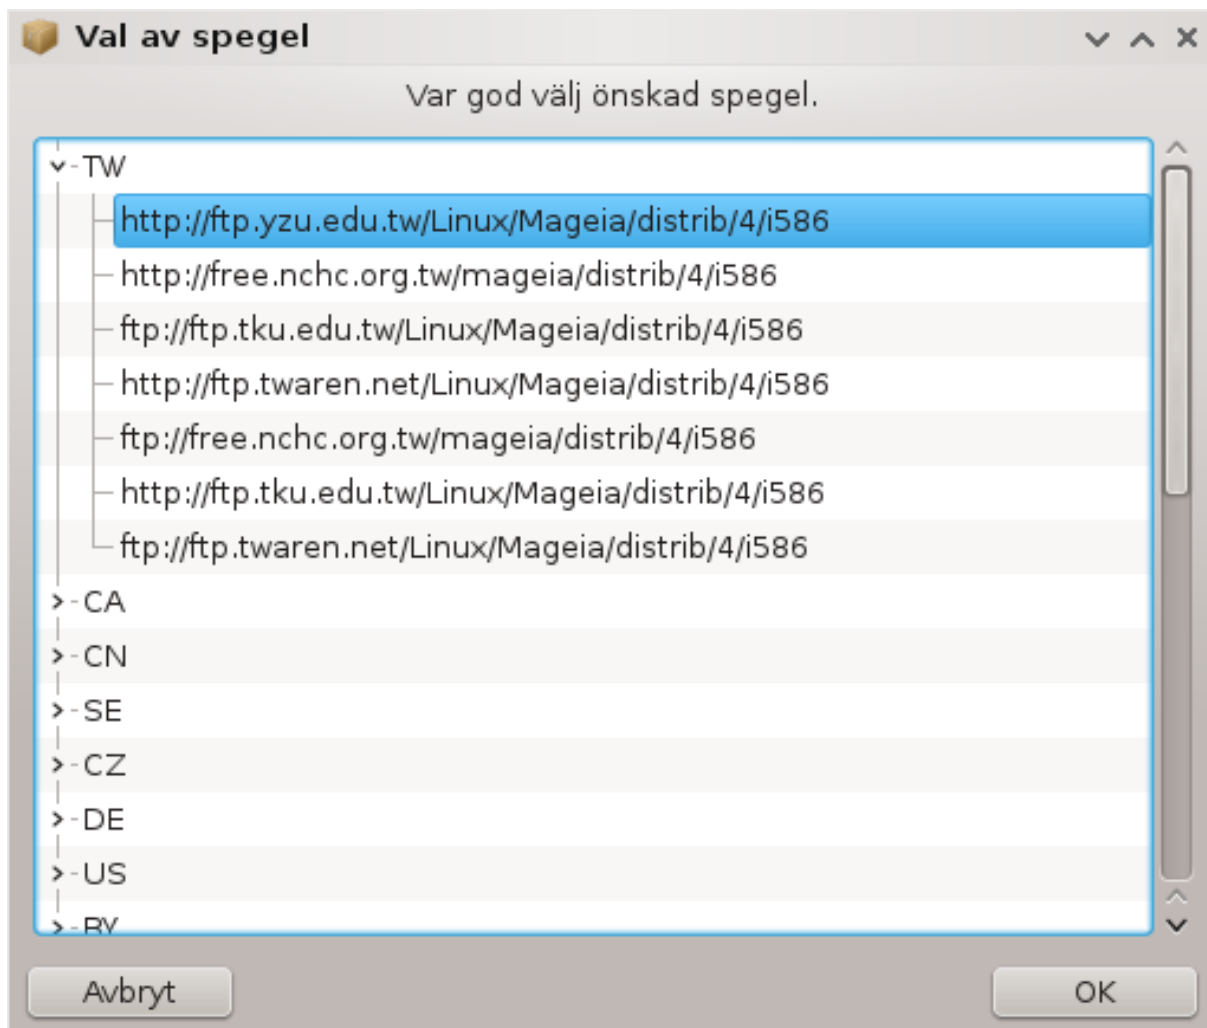 Val av spegel
Var god välj önskad spegel.
TW
http://ftp.yzu.edu.tw/Linux/Mageia/distrib/4/i586
http://free.nchc.org.tw/mageia/distrib/4/i586
ftp://ftp.tku.edu.tw/Linux/Mageia/distrib/4/i586
http://ftp.twaren.net/Linux/Mageia/distrib/4/i586
ftp://free.nchc.org.tw/mageia/distrib/4/i586
http://ftp.tku.edu.tw/Linux/Mageia/distrib/4/i586
ftp://ftp.twaren.net/Linux/Mageia/distrib/4/i586
CA
CN
SE
CZ
DE
US
BY
Avbryt
OK